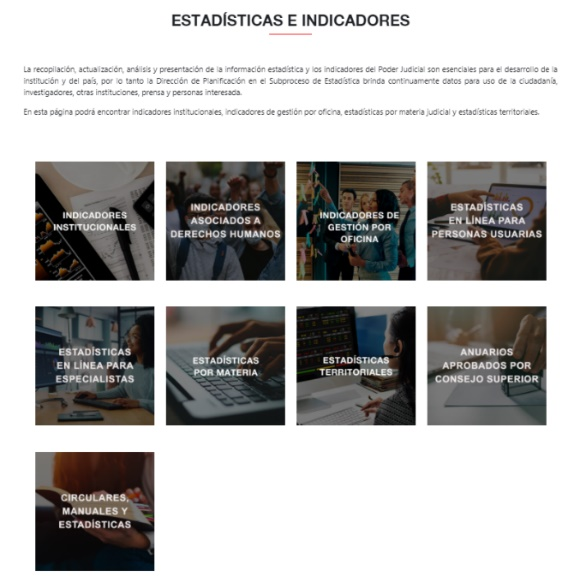 ESTADÍSTICAS E INDICADORES
La recopilación, actualización, análisis y presentación de la información estadística y los indicadores del Poder Judicial son esenciales para el desarrollo de la
institución y del país, por lo tanto la Dirección de Planificación en el Subproceso de Estadística brinda continuamente datos para uso de la ciudadanía,
investigadores, otras instituciones, prensa y personas interesada.
En esta página podrá encontrar indicadores institucionales, indicadores de gestión por oficina, estadísticas por materia judicial y estadísticas territoriales.
INDICADORES
INSTITUCIONALES
INDICADORES
ASOCIADOS A
DERECHOS HUMANOS
INDICADORES DE
GESTIÓN POR
OFICINA
ESTADÍSTICAS
EN LÍNEA PARA
PERSONAS USUARIAS
ESTADÍSTICAS
EN LÍNEA PARA
ESPECIALISTAS
ESTADÍSTICAS
POR MATERIA
ESTADÍSTICAS
TERRITORIALES
ANUARIOS
APROBADOS POR
CONSEJO SUPERIOR
CIRCULARES,
MANUALES Y
ESTADÍSTICAS